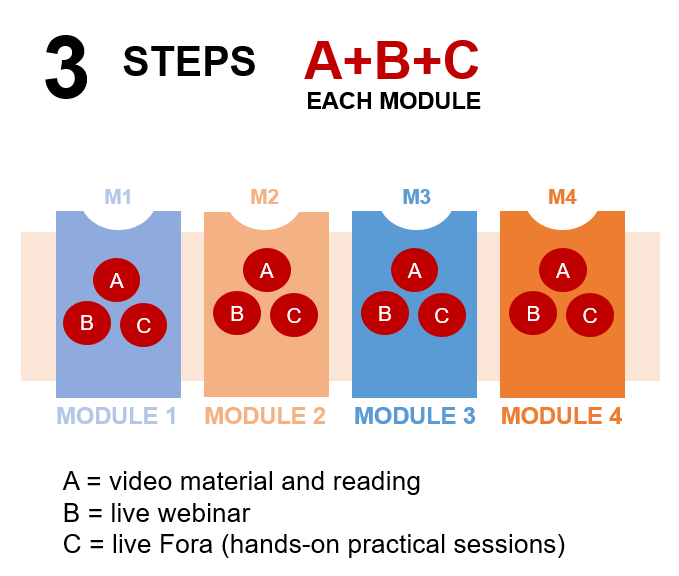 3 STEPS A+B+C
EACH MODULE
M1 M2 M3 M4
A A A A
B C B C B C B C
MODULE 1 MODULE 2 MODULE 3 MODULE 4
A = video material and reading
B = live webinar
C = live Fora (hands-on practical sessions)